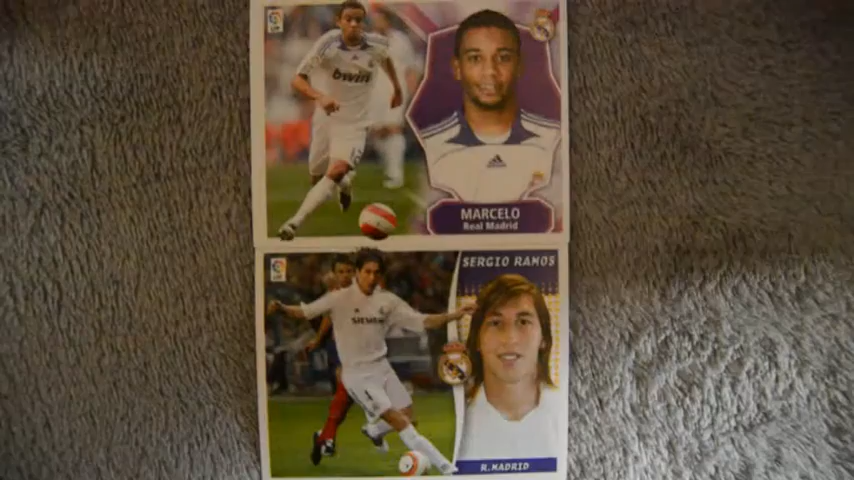 bwin
MARCELO
Real Madrid
SERGIO RAMOS
SIEMENS
R.MADRID